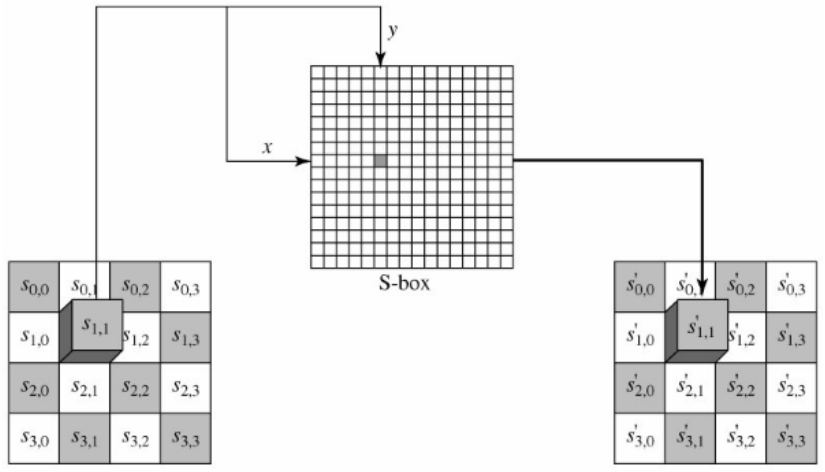 y
x
S-box
s0,0 s0,1 s0,2 s0,3
s1,0 s1,1 s1,2 s1,3
s2,0 s2,1 s2,2 s2,3
s3,0 s3,1 s3,2 s3,3
s'0,0 s'0,1 s'0,2 s'0,3
s'1,0 s'1,1 s'1,2 s'1,3
s'2,0 s'2,1 s'2,2 s'2,3
s'3,0 s'3,1 s'3,2 s'3,3